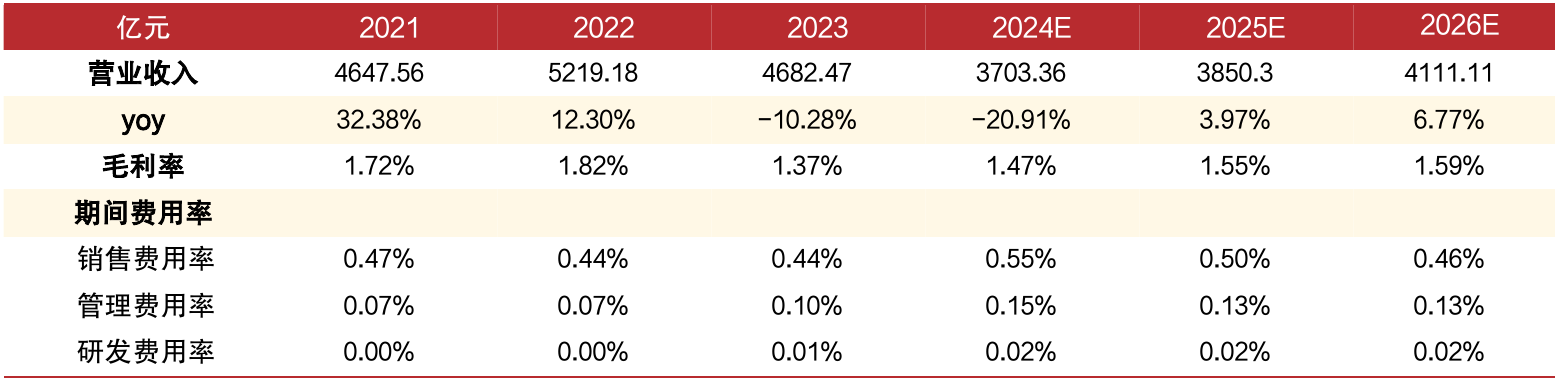 亿元 2021 2022 2023 2024E 2025E 2026E
营业收入 4647.56 5219.18 4682.47 3703.36 3850.3 4111.11
yoy 32.38% 12.30% −10.28% −20.91% 3.97% 6.77%
毛利率 1.72% 1.82% 1.37% 1.47% 1.55% 1.59%
期间费用率
销售费用率 0.47% 0.44% 0.44% 0.55% 0.50% 0.46%
管理费用率 0.07% 0.07% 0.10% 0.15% 0.13% 0.13%
研发费用率 0.00% 0.00% 0.01% 0.02% 0.02% 0.02%